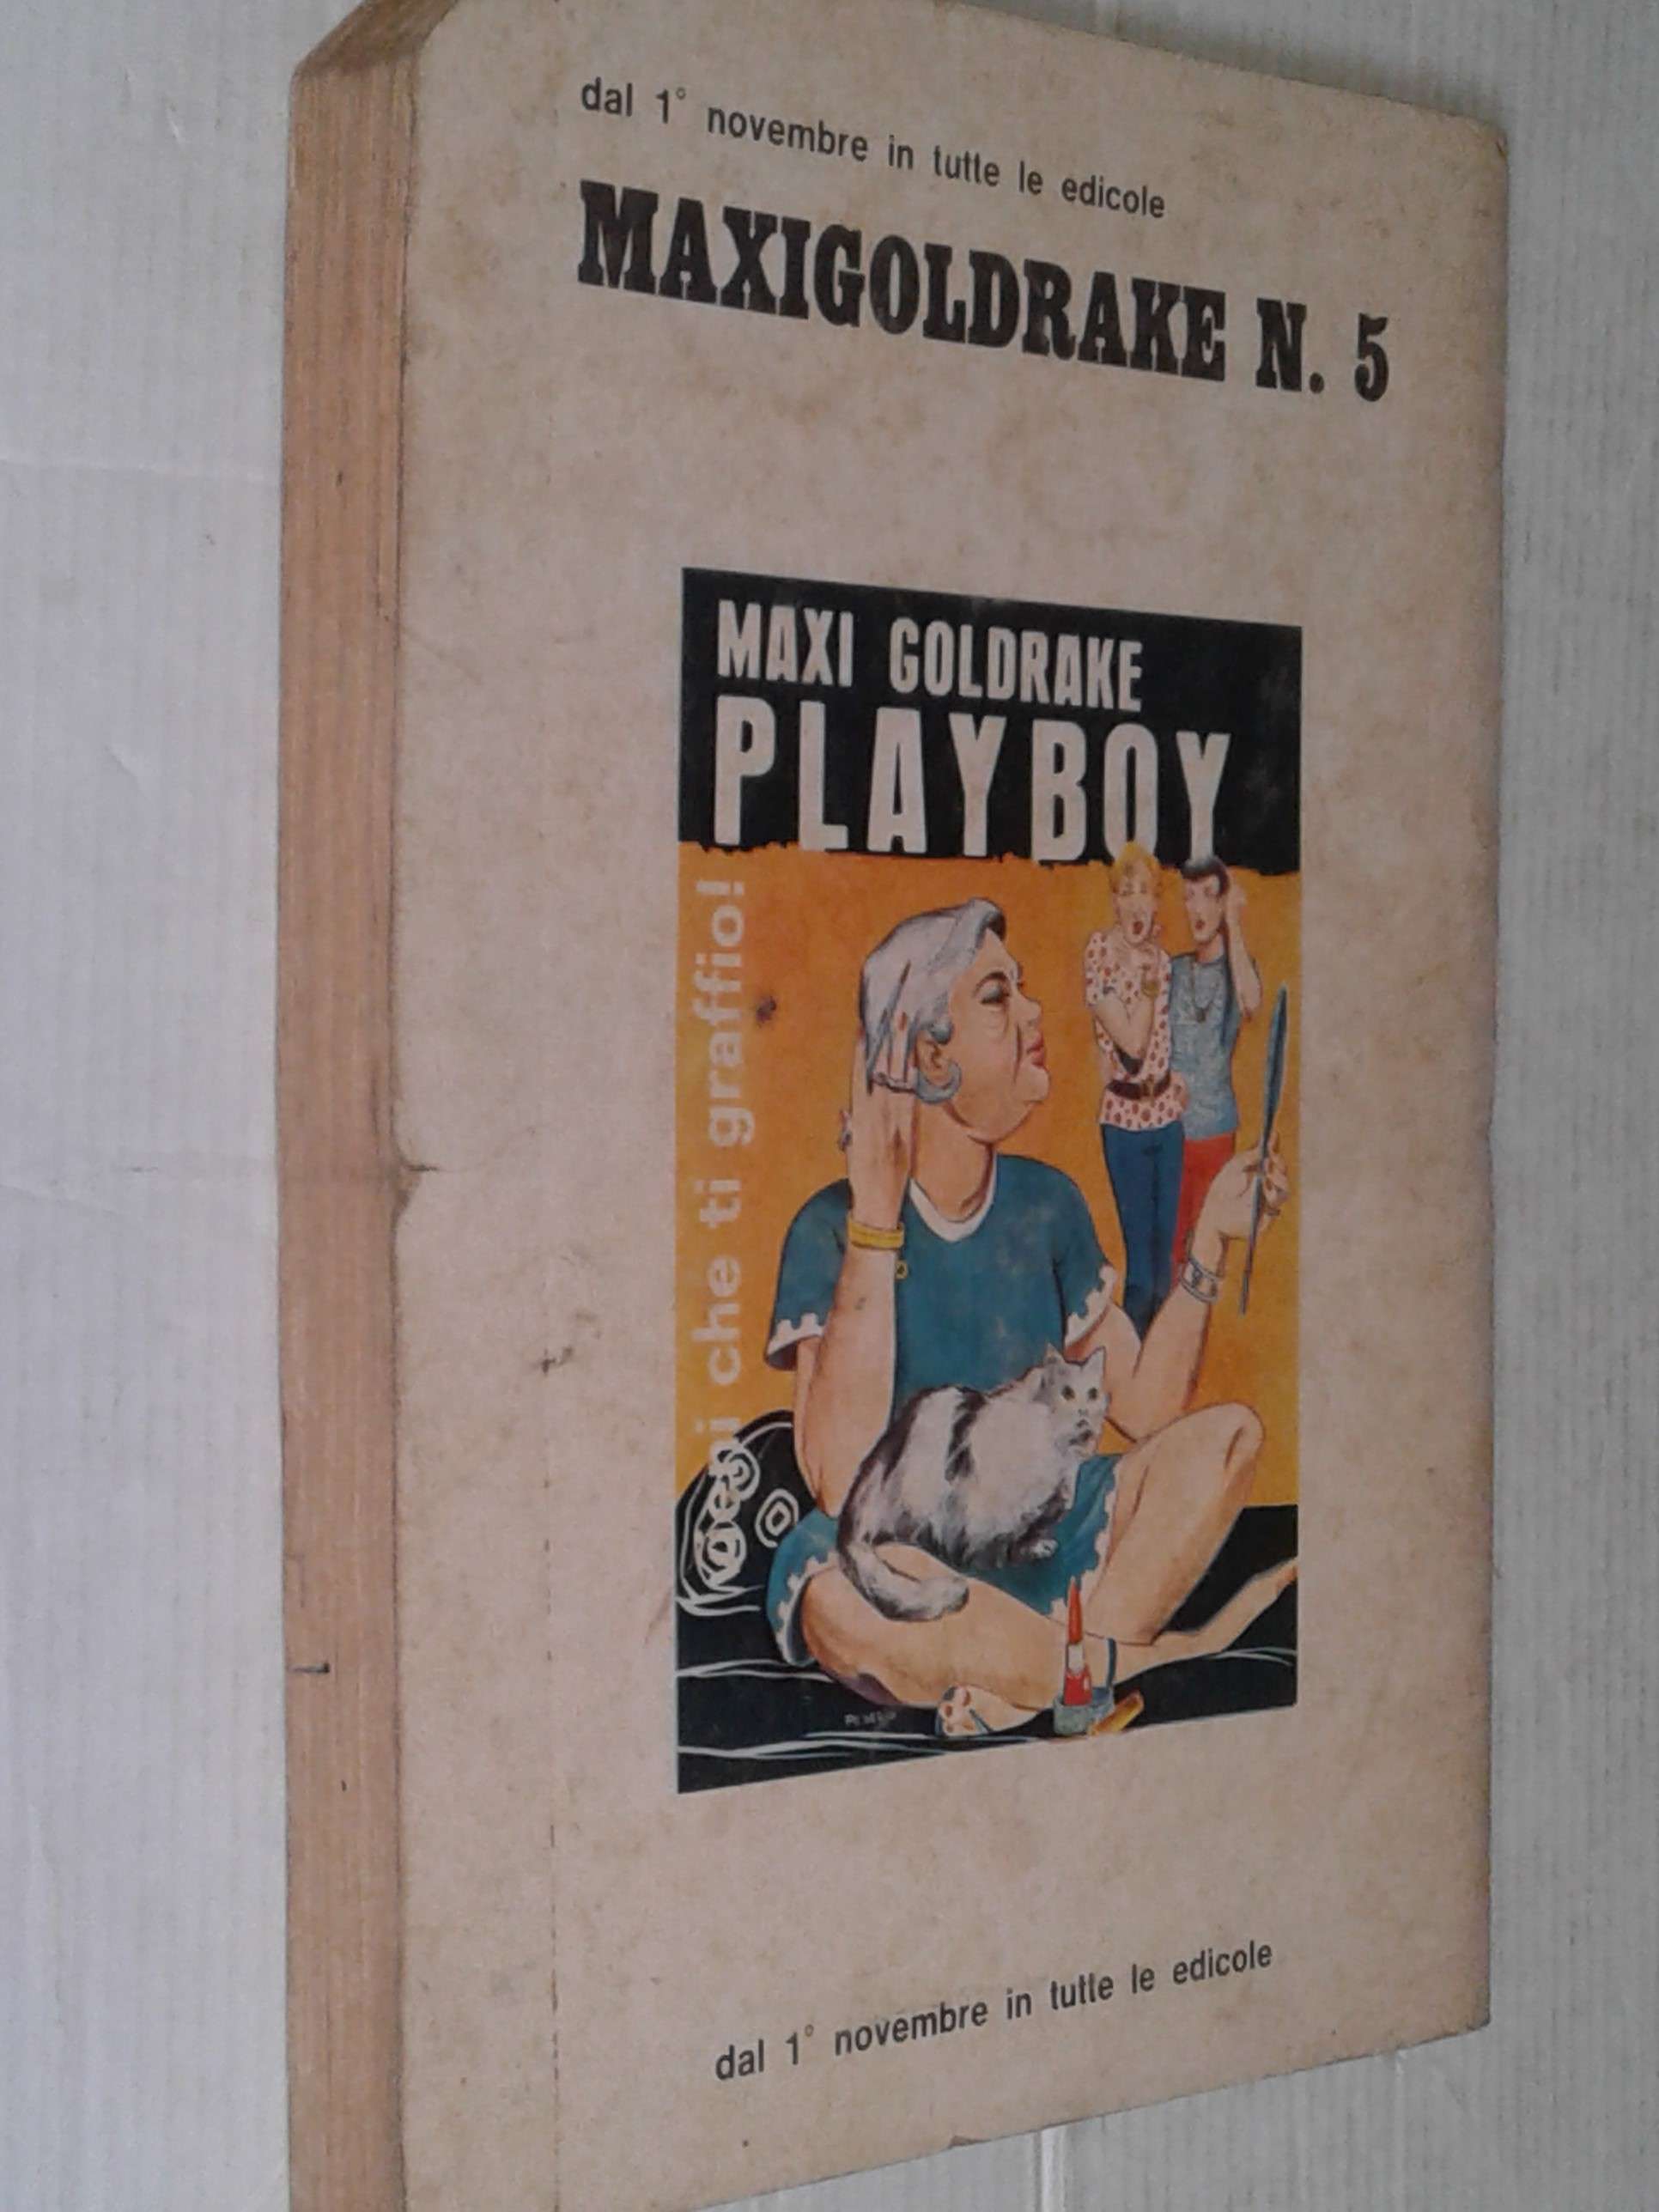 dal 1° novembre in tutte le edicole
MAXIGOLDRAKE N. 5
MAXI GOLDRAKE
PLAYBOY
che ti graffio!
dal 1° novembre in tutte le edicole